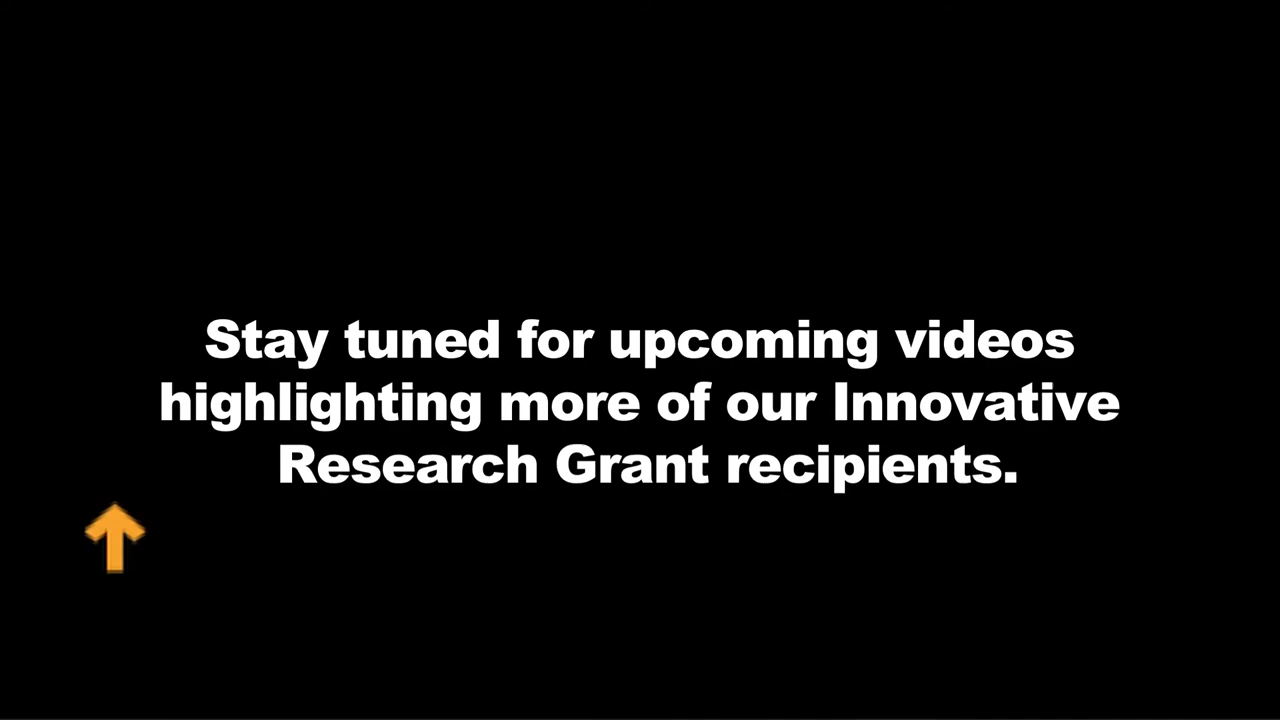 Stay tuned for upcoming videos
highlighting more of our Innovative
Research Grant recipients.